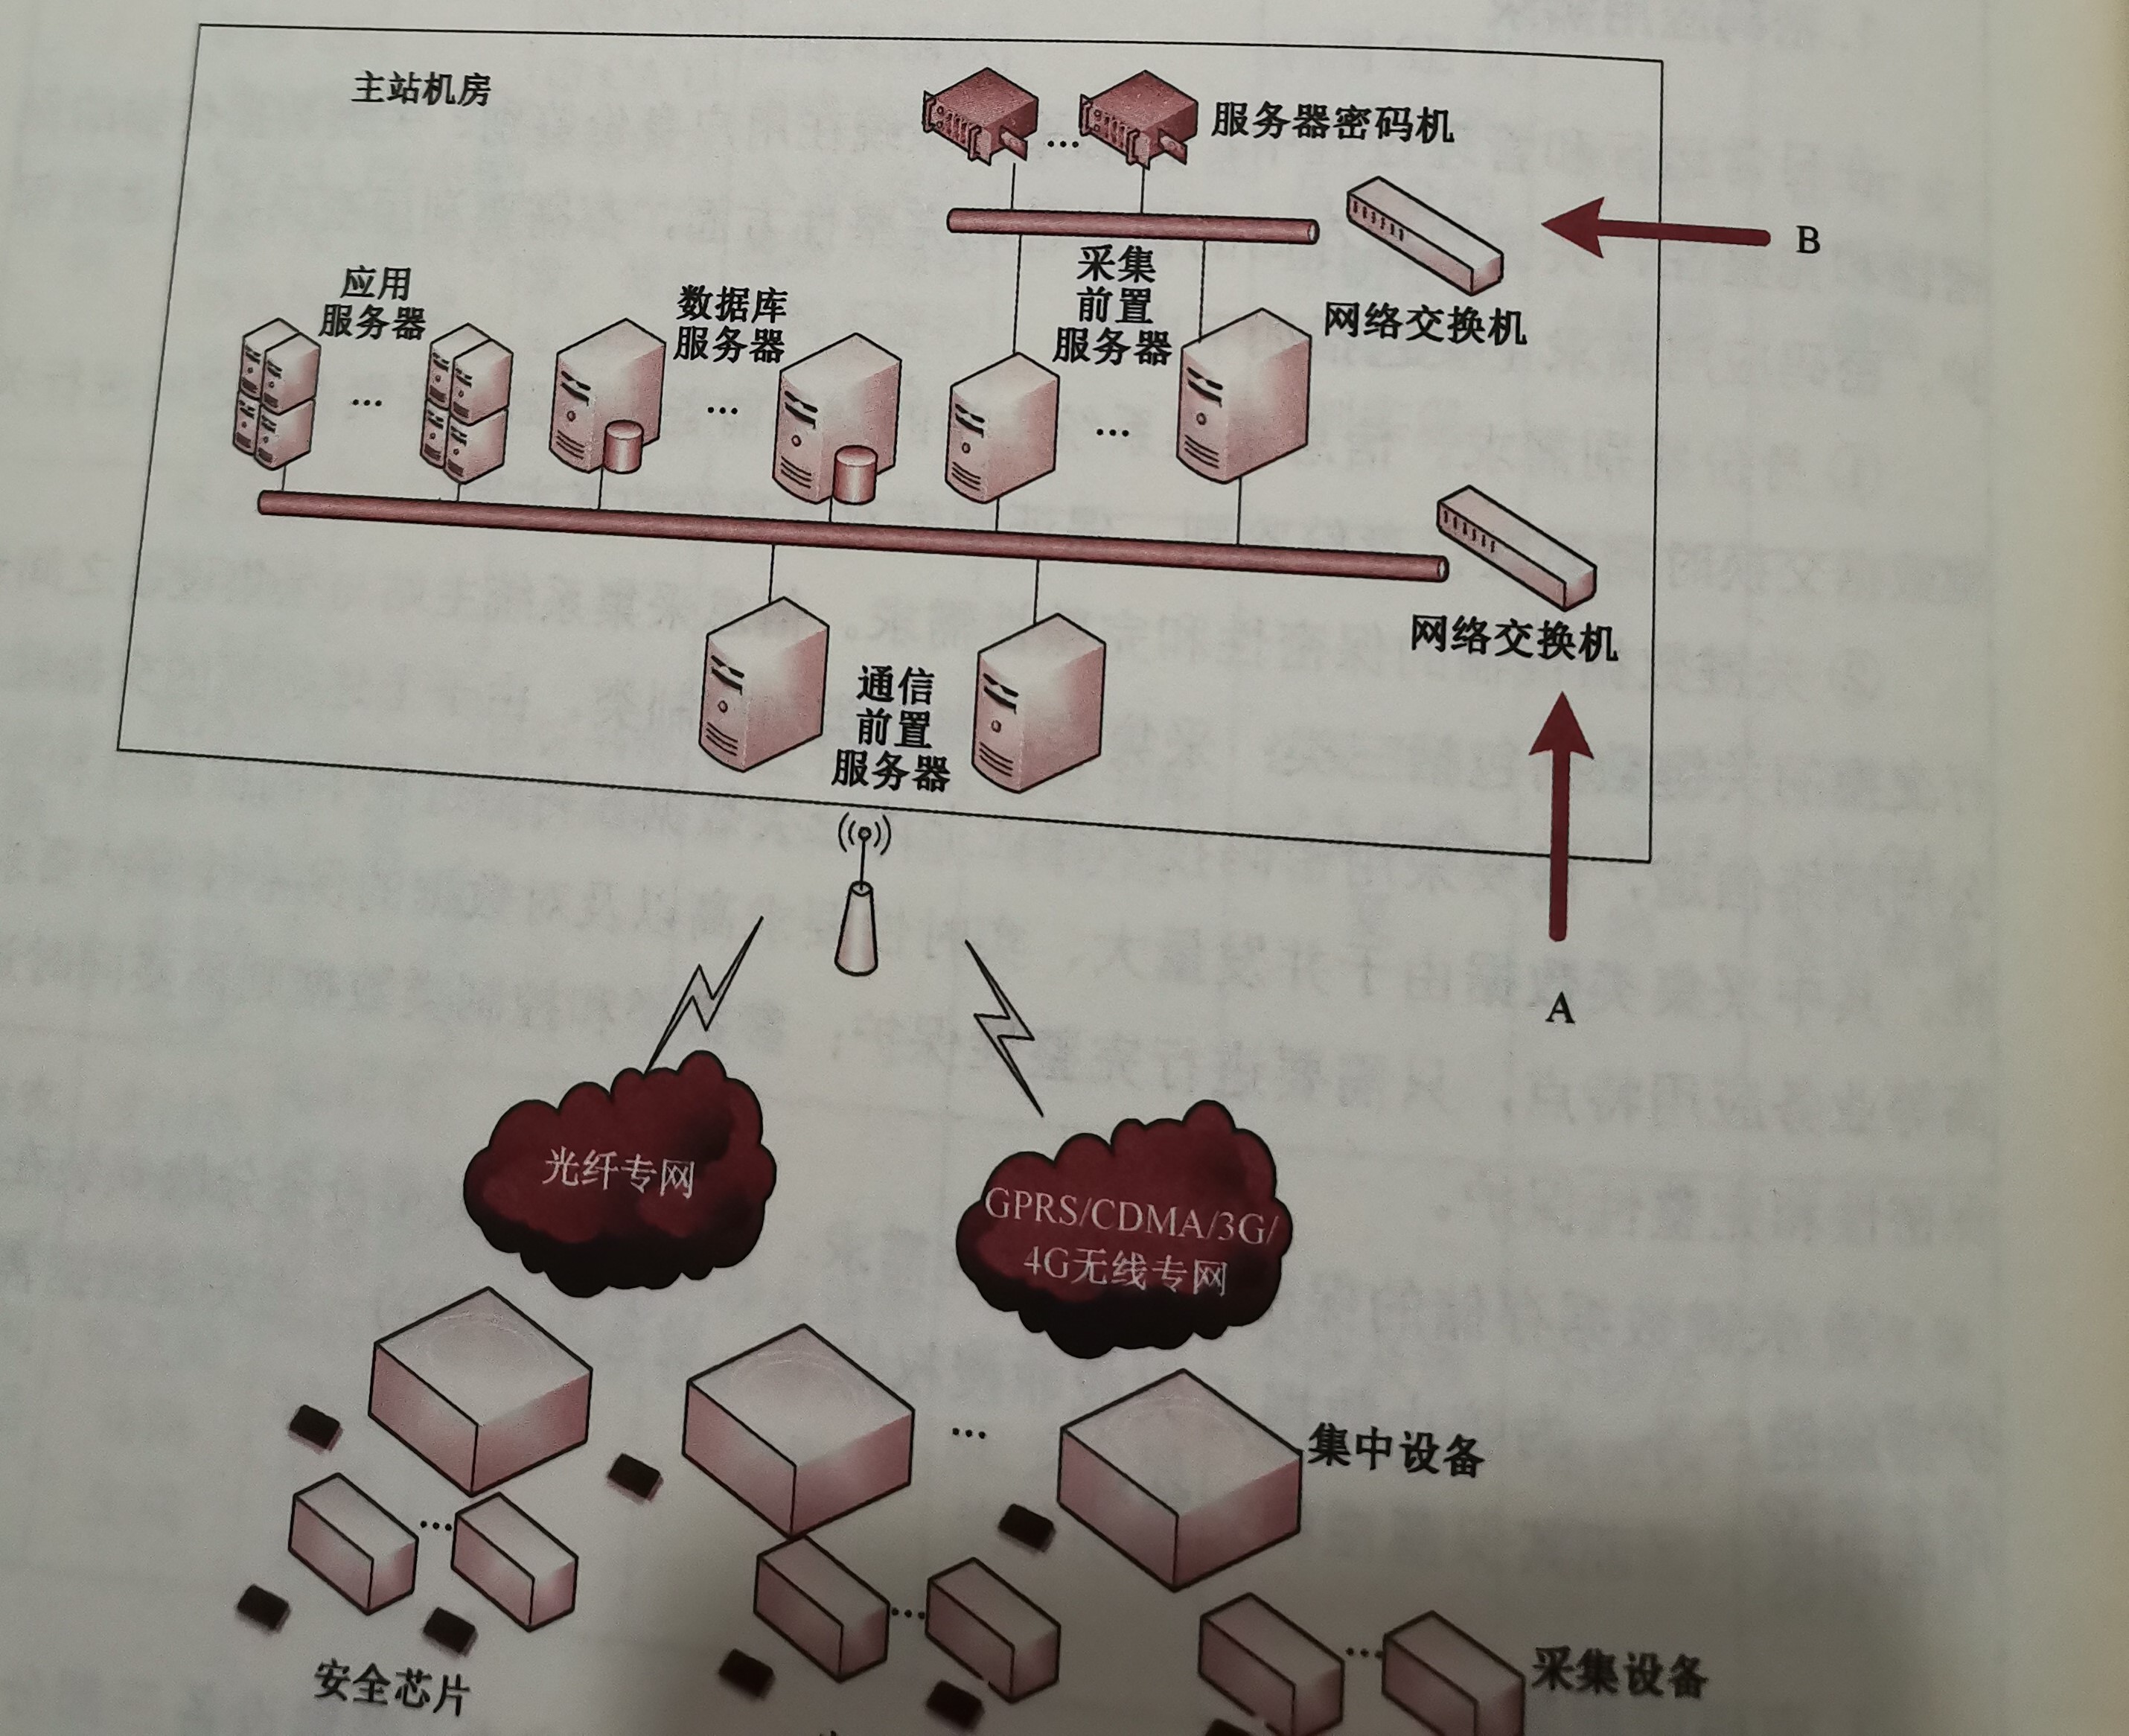 主站机房
服务器密码机
B
采集
前置
服务器
网络交换机
应用
服务器
数据库
服务器
网络交换机
通信
前置
服务器
A
光纤专网
GPRS/CDMA/3G/
4G无线专网
集中设备
安全芯片
采集设备